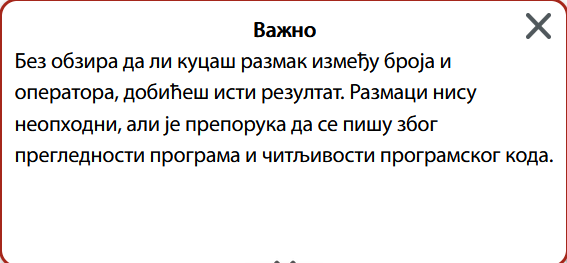 Важно
Без обзира да ли куцаш размак између броја и
оператора, добићеш исти резултат. Размаци нису
неопходни, али је препорука да се пишу због
прегледности програма и читљивости програмског кода.